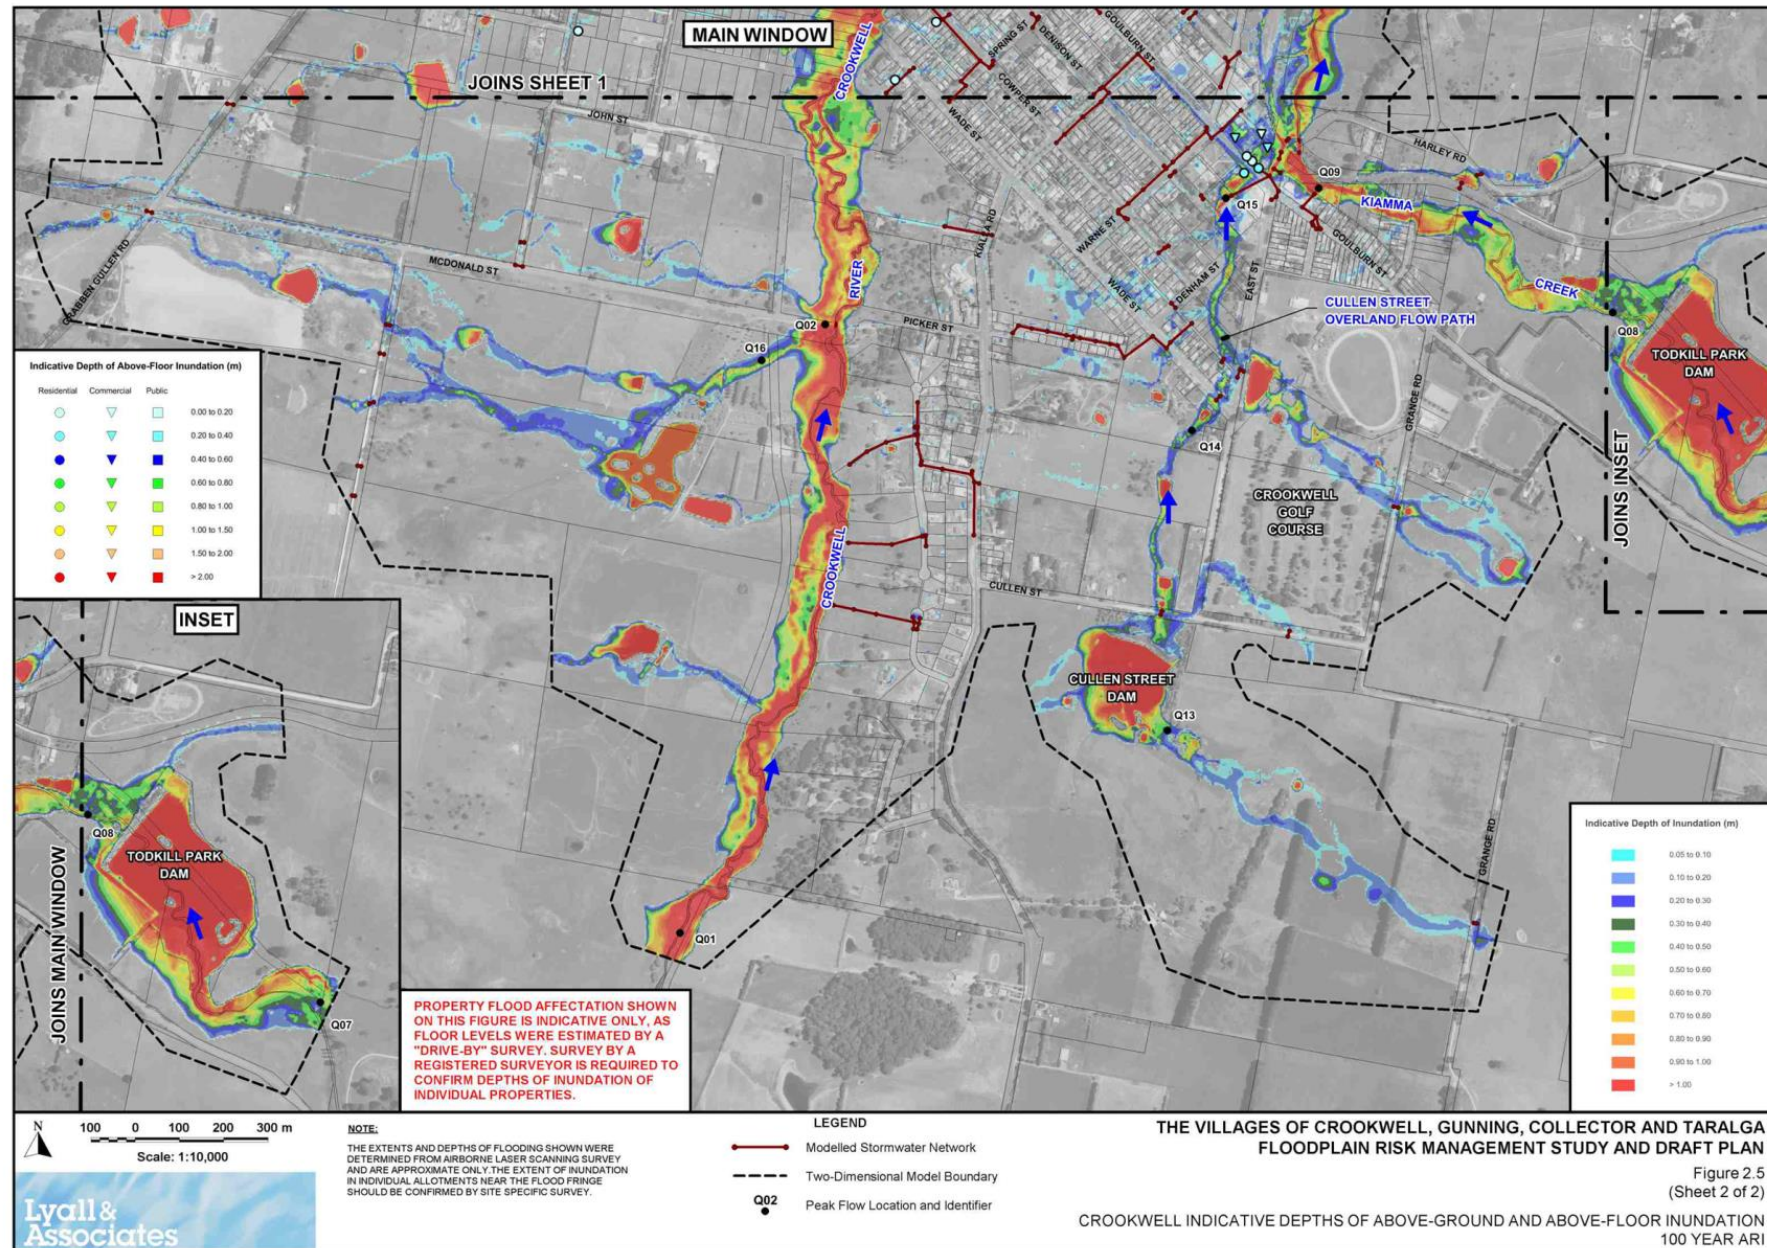 MAIN WINDOW
CROOKWELL
SPRING ST
DENISON ST
GOULBURN ST
COWPER ST
WADE ST
JOINS SHEET 1
JOHN ST
HARLEY RD
Q09
KIAMMA
Q15
KIALLA RD
WARNE ST
GOULBURN ST
GRABBEN GULLEN RD
MCDONALD ST
RIVER
WADE ST
DENHAM ST
EAST ST
CREEK
CULLEN STREET
OVERLAND FLOW PATH
Q02
PICKER ST
Q08
Q16
TODKILL PARK
DAM
GRANGE RD
Q14
JOINS INSET
CROOKWELL
GOLF
COURSE
CROOKWELL
CULLEN ST
CULLEN STREET
DAM
Q13
GRANGE RD
Q01
Indicative Depth of Above-Floor Inundation (m)
Residential Commercial Public
0.00 to 0.20
0.20 to 0.40
0.40 to 0.60
0.60 to 0.80
0.80 to 1.00
1.00 to 1.50
1.50 to 2.00
> 2.00
INSET
Q08
TODKILL PARK
DAM
JOINS MAIN WINDOW
Q07
PROPERTY FLOOD AFFECTATION SHOWN
ON THIS FIGURE IS INDICATIVE ONLY, AS
FLOOR LEVELS WERE ESTIMATED BY A
"DRIVE-BY" SURVEY. SURVEY BY A
REGISTERED SURVEYOR IS REQUIRED TO
CONFIRM DEPTHS OF INUNDATION OF
INDIVIDUAL PROPERTIES.
Indicative Depth of Inundation (m)
0.05 to 0.10
0.10 to 0.20
0.20 to 0.30
0.30 to 0.40
0.40 to 0.50
0.50 to 0.60
0.60 to 0.70
0.70 to 0.80
0.80 to 0.90
0.90 to 1.00
> 1.00
N
100 0 100 200 300 m
Scale: 1:10,000
Lyall &
Associates
NOTE:
THE EXTENTS AND DEPTHS OF FLOODING SHOWN WERE
DETERMINED FROM AIRBORNE LASER SCANNING SURVEY
AND ARE APPROXIMATE ONLY.THE EXTENT OF INUNDATION
IN INDIVIDUAL ALLOTMENTS NEAR THE FLOOD FRINGE
SHOULD BE CONFIRMED BY SITE SPECIFIC SURVEY.
LEGEND
Modelled Stormwater Network
Two-Dimensional Model Boundary
Q02
Peak Flow Location and Identifier
THE VILLAGES OF CROOKWELL, GUNNING, COLLECTOR AND TARALGA
FLOODPLAIN RISK MANAGEMENT STUDY AND DRAFT PLAN
Figure 2.5
(Sheet 2 of 2)
CROOKWELL INDICATIVE DEPTHS OF ABOVE-GROUND AND ABOVE-FLOOR INUNDATION
100 YEAR ARI